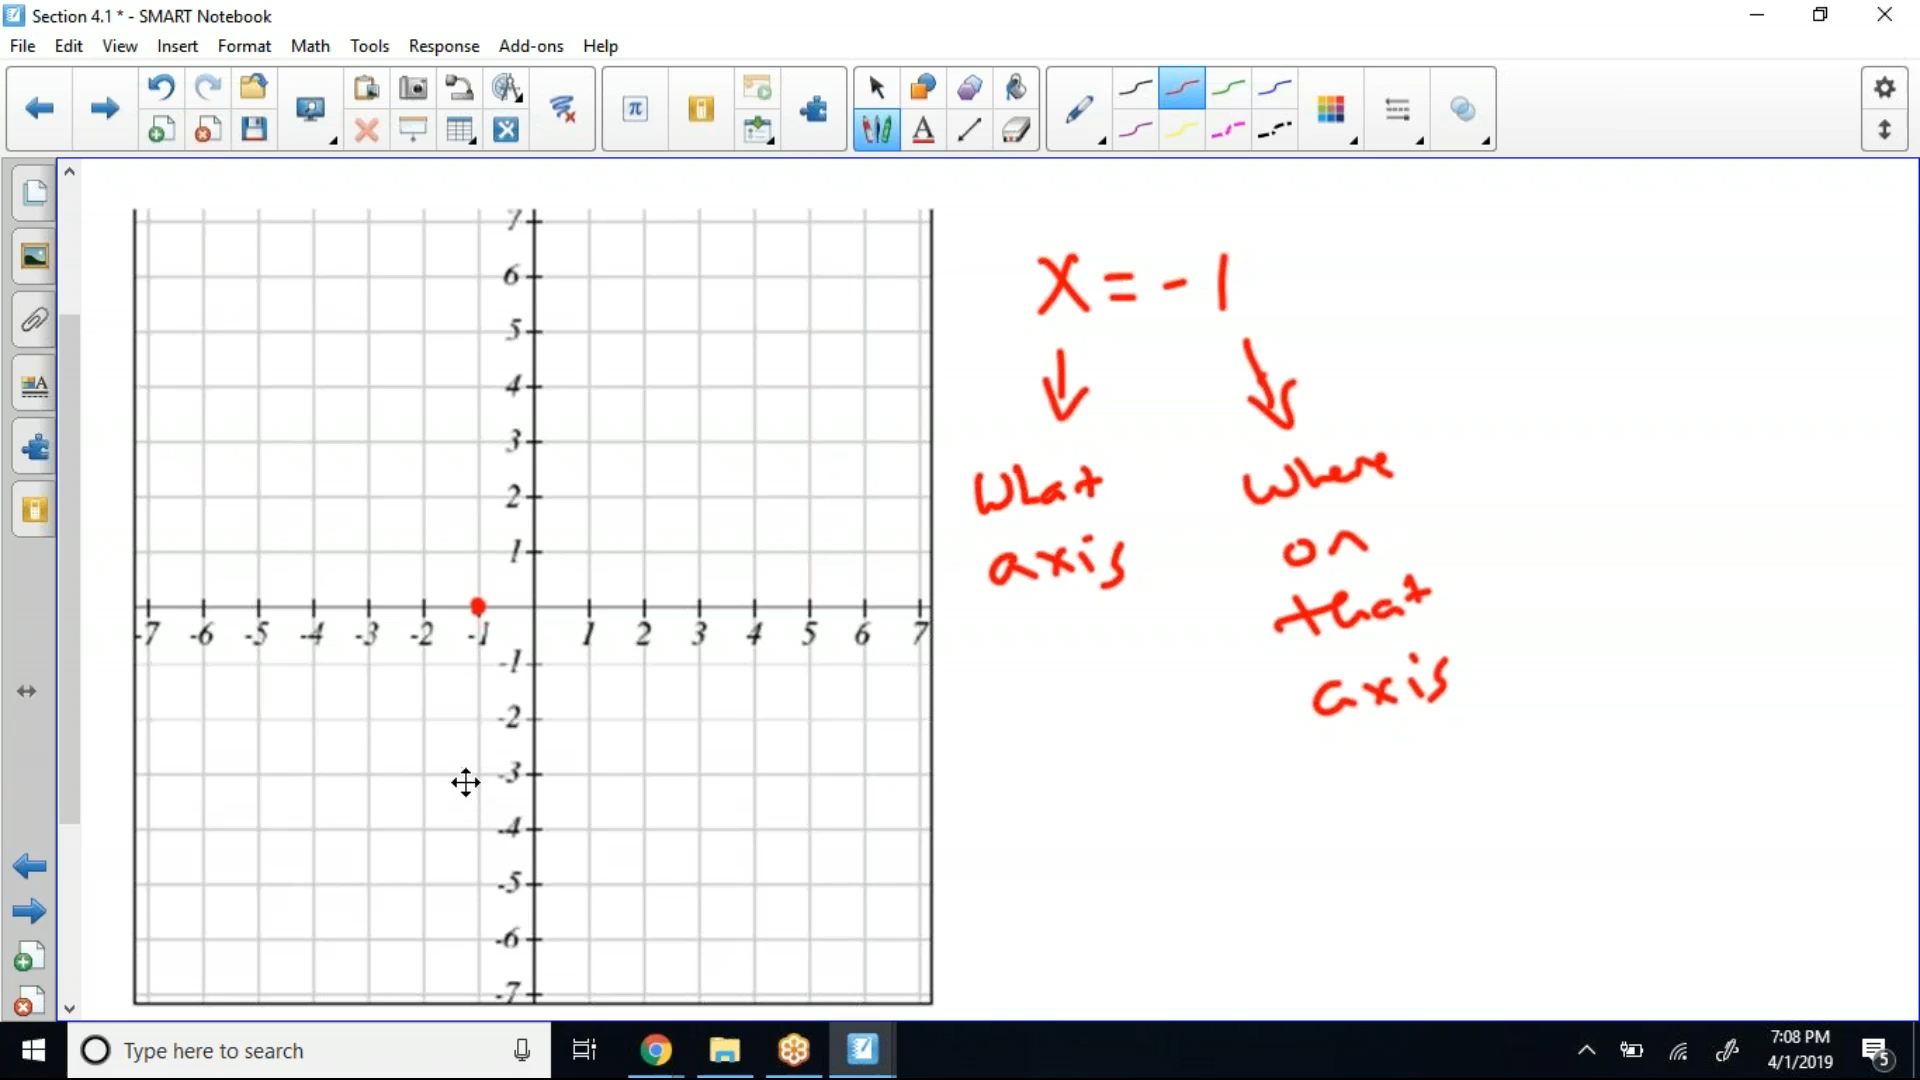 Section 4.1 * - SMART Notebook
File Edit View Insert Format Math Tools Response Add-ons Help
π
A
A
7
6
5
4
3
2
1
-7 -6 -5 -4 -3 -2 -1 1 2 3 4 5 6 7
-1
-2
-3
-4
-5
-6
-7
X = - 1
What
axis
where
on
that
axis
Type here to search
7:08 PM
4/1/2019
5